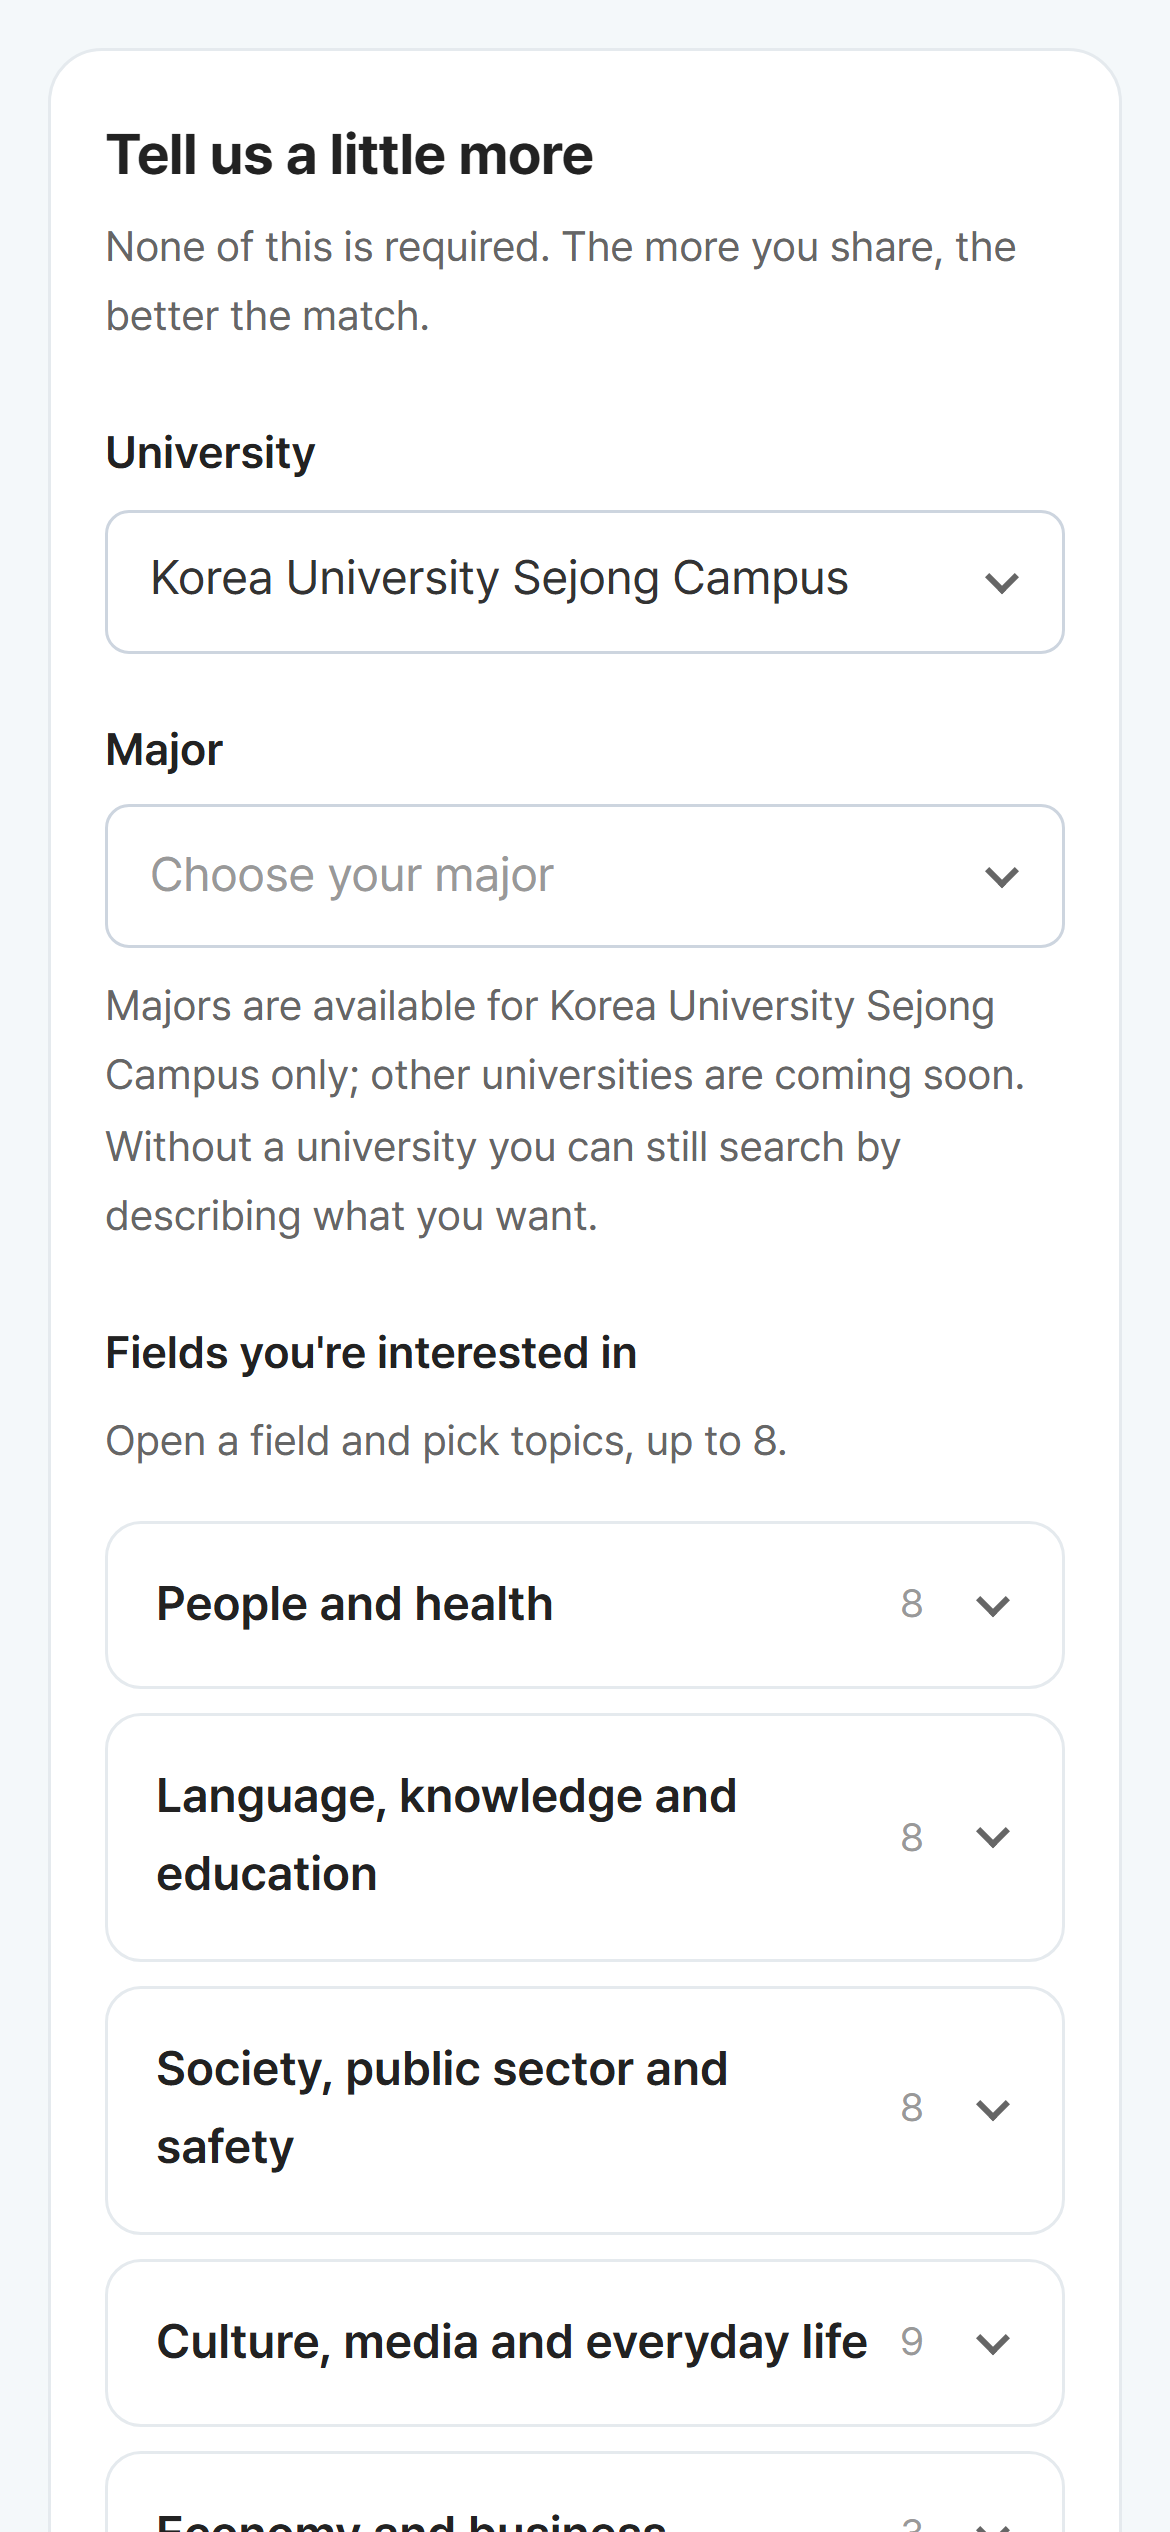 Tell us a little more
None of this is required. The more you share, the
better the match.
University
Korea University Sejong Campus
Major
Choose your major
Majors are available for Korea University Sejong
Campus only; other universities are coming soon.
Without a university you can still search by
describing what you want.
Fields you're interested in
Open a field and pick topics, up to 8.
People and health 8
Language, knowledge and
education 8
Society, public sector and
safety 8
Culture, media and everyday life 9
Economy and business